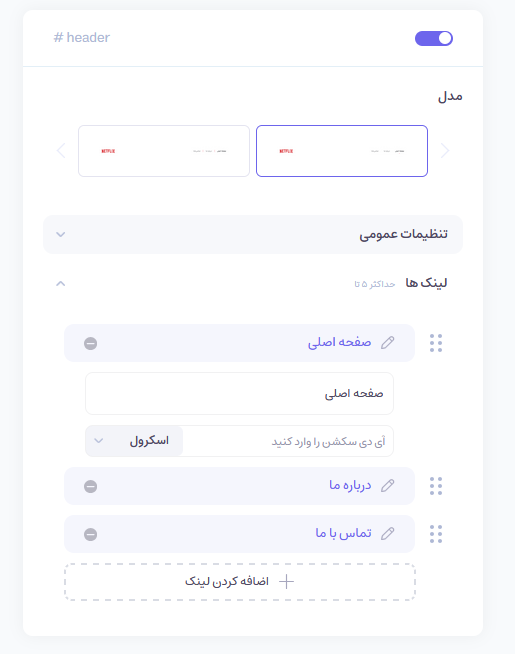 # header
مدل
NETFLIX
NETFLIX
تنظیمات عمومی
لینک ها حداکثر ۵ تا
صفحه اصلی
صفحه اصلی
آی دی سکشن را وارد کنید اسکرول
درباره ما
تماس با ما
اضافه کردن لینک